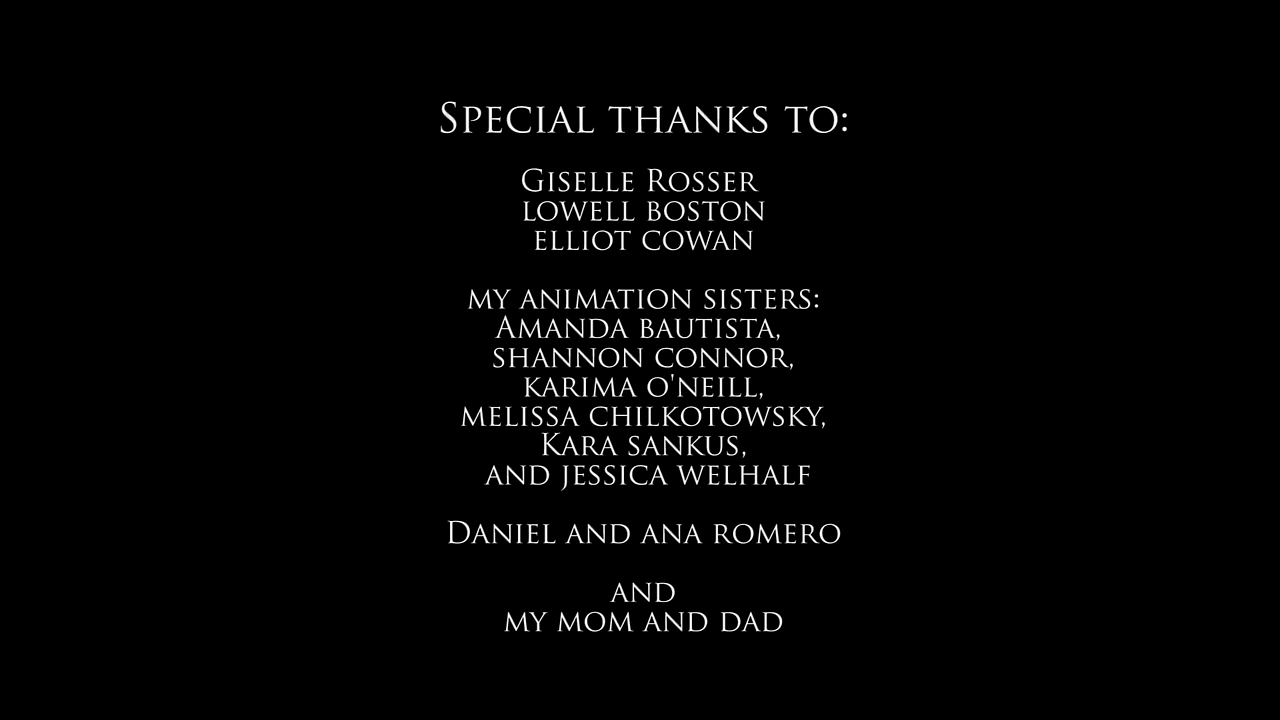 Special thanks to:
Giselle Rosser
lowell boston
elliot cowan
my animation sisters:
Amanda bautista,
shannon connor,
karima o'neill,
melissa chilkotowsky,
Kara sankus,
and jessica welhalf
Daniel and ana romero
and
my mom and dad